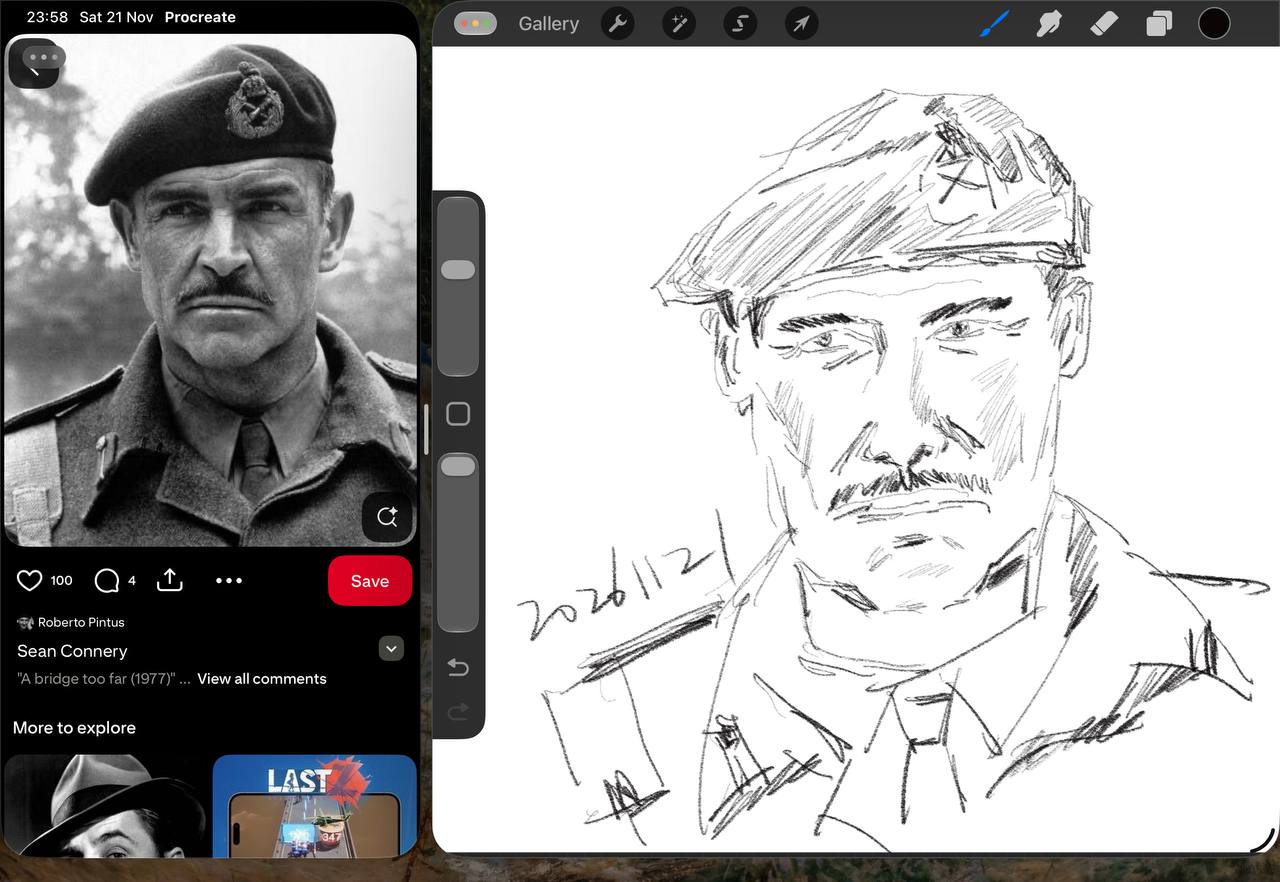 23:58 Sat 21 Nov Procreate
100
4
Save
Roberto Pintus
Sean Connery
"A bridge too far (1977)" ... View all comments
More to explore
LAST Z
347
Gallery
20261121